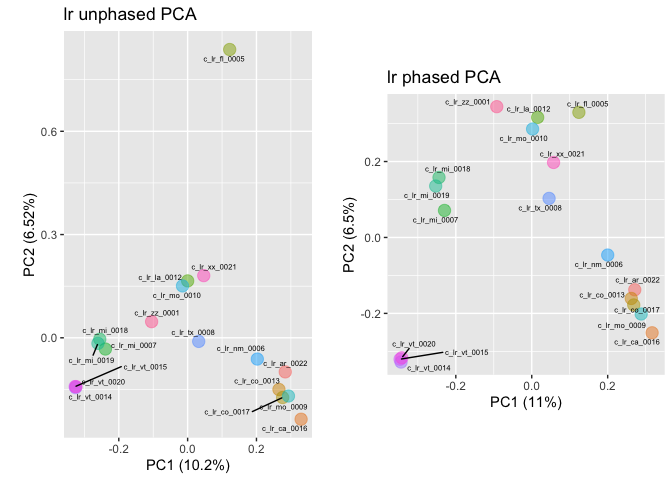 lr unphased PCA
c_lr_fl_0005
0.6
0.3
0.0
PC2 (6.52%)
c_lr_xx_0021
c_lr_la_0012
c_lr_mo_0010
c_lr_zz_0001
c_lr_mi_0018
c_lr_tx_0008
c_lr_mi_0007
c_lr_mi_0019
c_lr_nm_0006
c_lr_vt_0015
c_lr_ar_0022
c_lr_vt_0020
c_lr_co_0013
c_lr_vt_0014
c_lr_mo_0009
c_lr_co_0017
c_lr_ca_0016
-0.2
0.0
0.2
PC1 (10.2%)
lr phased PCA
c_lr_zz_0001
c_lr_fl_0005
c_lr_la_0012
c_lr_mo_0010
c_lr_xx_0021
0.2
c_lr_mi_0018
c_lr_mi_0019
c_lr_tx_0008
c_lr_mi_0007
0.0
PC2 (6.5%)
c_lr_nm_0006
c_lr_ar_0022
c_lr_co_0013
c_lr_co_0017
-0.2
c_lr_mo_0009
c_lr_ca_0016
c_lr_vt_0020
c_lr_vt_0015
c_lr_vt_0014
-0.2
0.0
0.2
PC1 (11%)